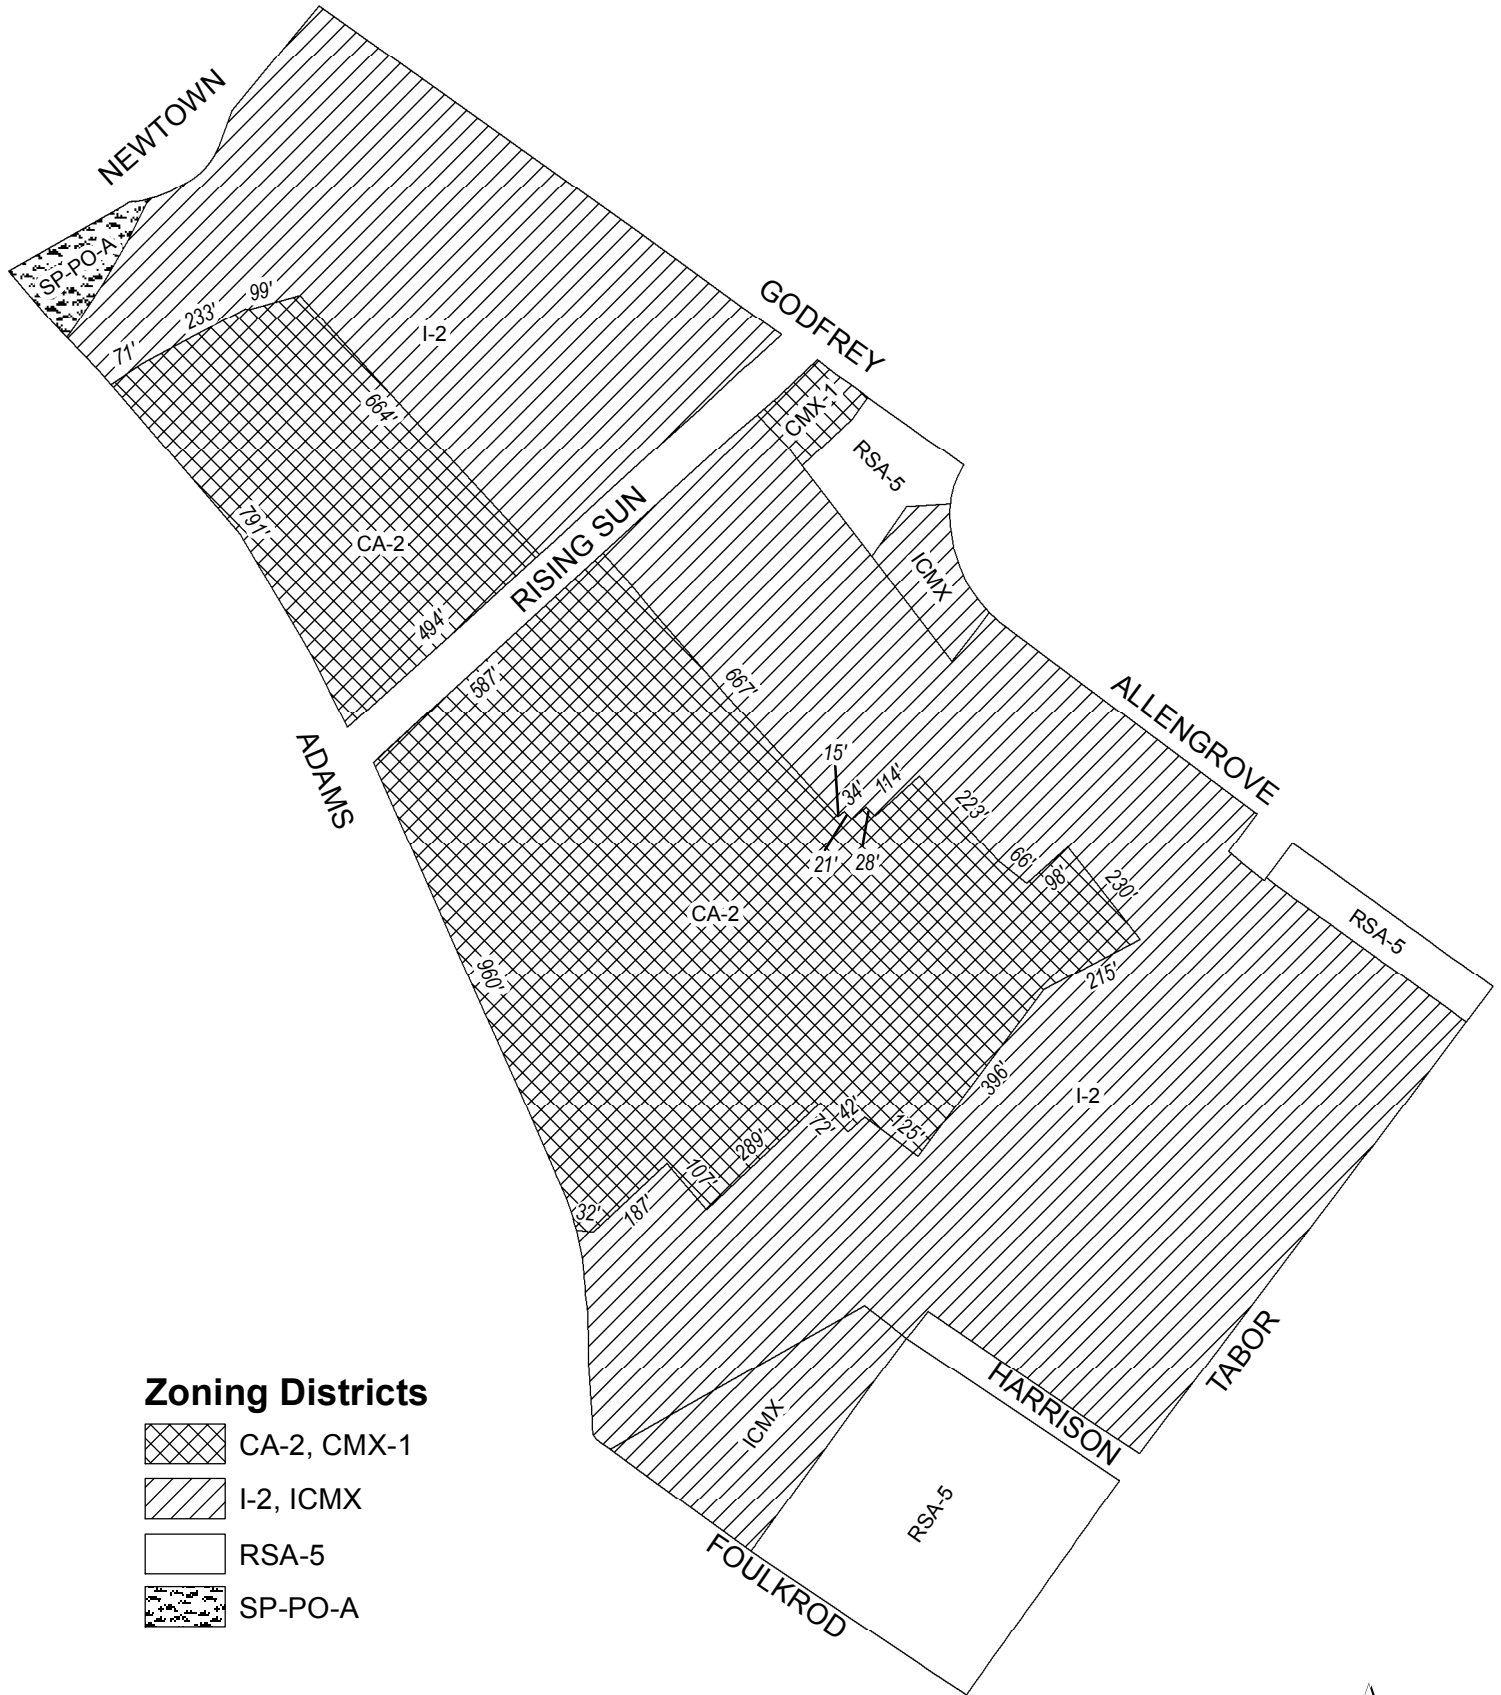 NEWTOWN
SP-PO-A
71'
233'
99'
I-2
664'
791'
CA-2
494'
GODFREY
CMX-1
RSA-5
ICMX
RISING SUN
587'
667'
ADAMS
ALLENGROVE
15'
34'
114'
21'
28'
223'
66'
98'
230'
RSA-5
CA-2
960'
215'
396'
I-2
125'
42'
72'
289'
107'
187'
32'
TABOR
HARRISON
ICMX
RSA-5
FOULKROD
Zoning Districts
CA-2, CMX-1
I-2, ICMX
RSA-5
SP-PO-A